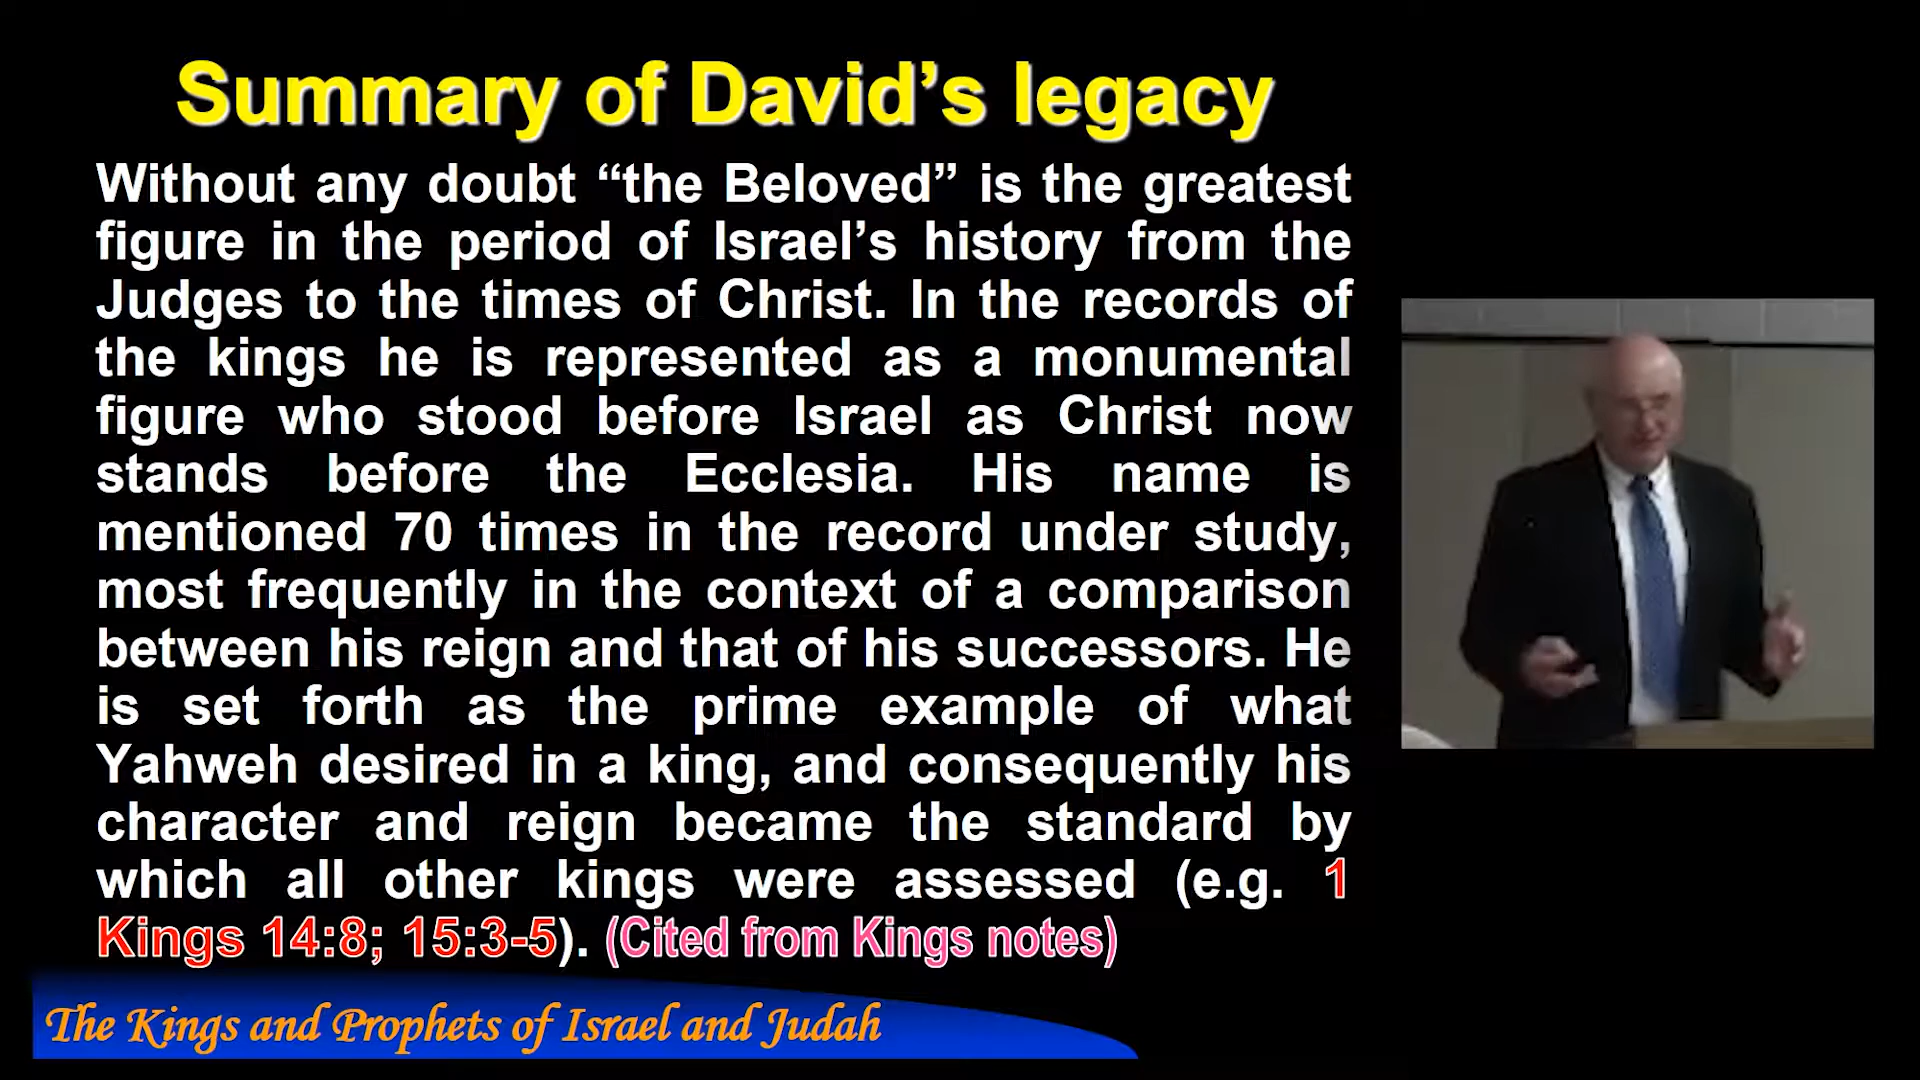 Summary of David’s legacy
Without any doubt “the Beloved” is the greatest
figure in the period of Israel’s history from the
Judges to the times of Christ. In the records of
the kings he is represented as a monumental
figure who stood before Israel as Christ now
stands before the Ecclesia. His name is
mentioned 70 times in the record under study,
most frequently in the context of a comparison
between his reign and that of his successors. He
is set forth as the prime example of what
Yahweh desired in a king, and consequently his
character and reign became the standard by
which all other kings were assessed (e.g. 1
Kings 14:8; 15:3-5). (Cited from Kings notes)
The Kings and Prophets of Israel and Judah